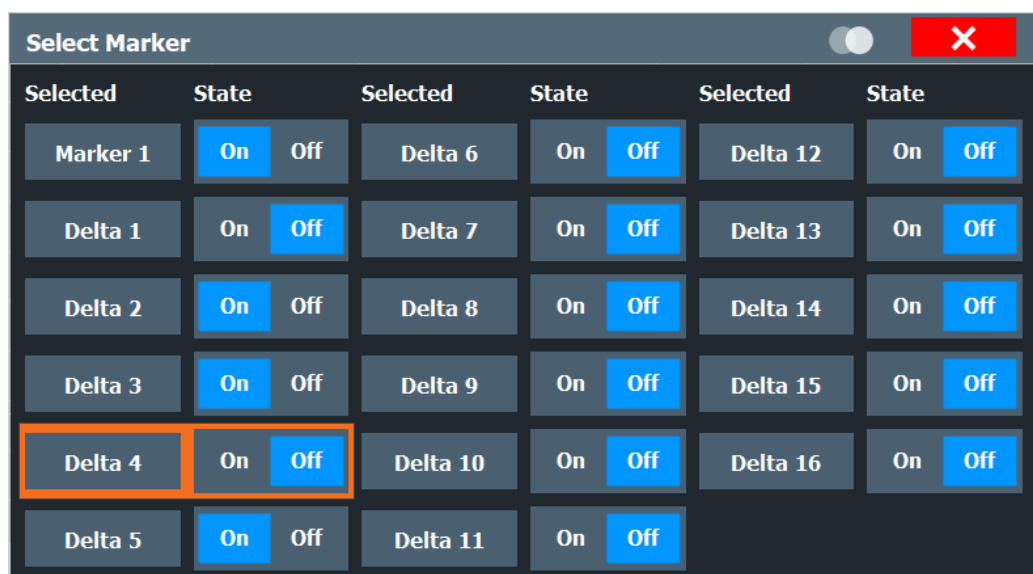 Select Marker
Selected State Selected State Selected State
Marker 1 On Off Delta 6 On Off Delta 12 On Off
Delta 1 On Off Delta 7 On Off Delta 13 On Off
Delta 2 On Off Delta 8 On Off Delta 14 On Off
Delta 3 On Off Delta 9 On Off Delta 15 On Off
Delta 4 On Off Delta 10 On Off Delta 16 On Off
Delta 5 On Off Delta 11 On Off